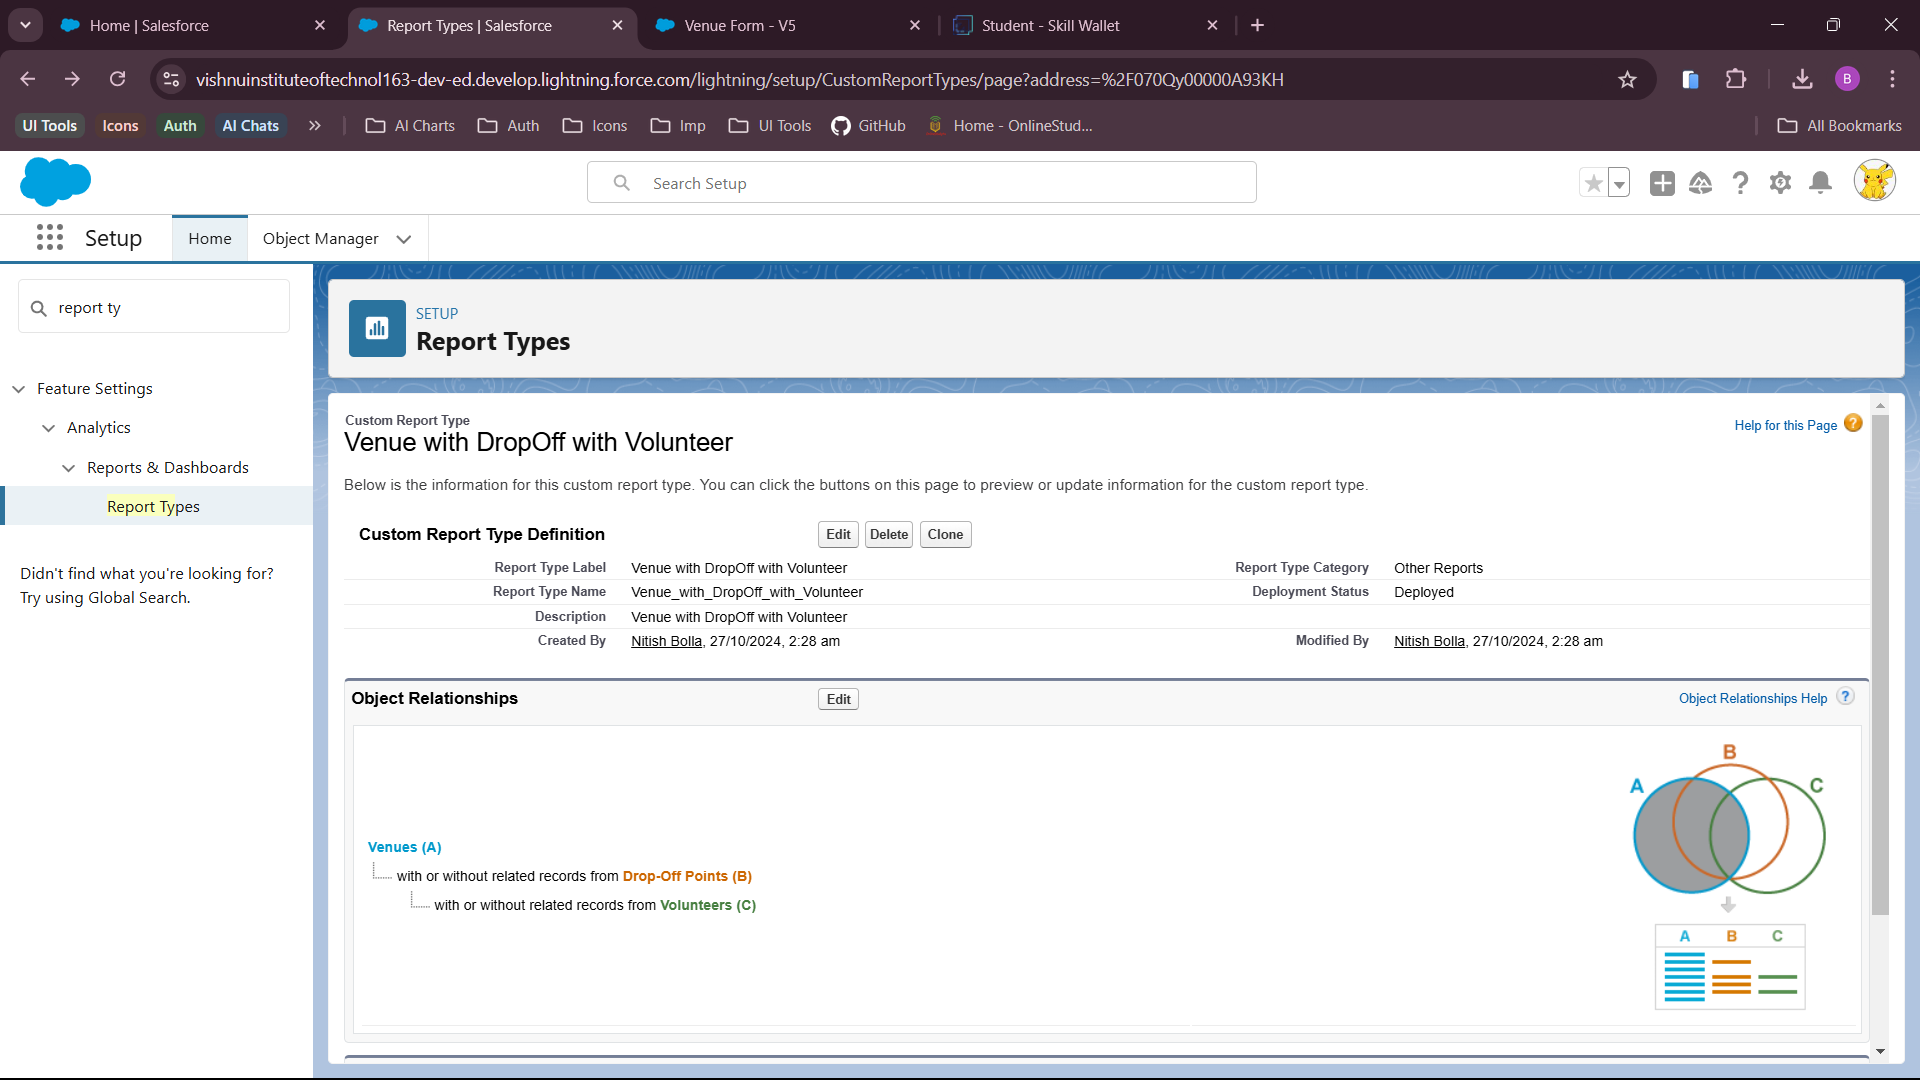 Home | Salesforce
Report Types | Salesforce
Venue Form - V5
Student - Skill Wallet
vishnuinstituteoftechnol163-dev-ed.develop.lightning.force.com/lightning/setup/CustomReportTypes/page?address=%2F070Qy00000A93KH
B
UI Tools
Icons
Auth
AI Chats
AI Charts
Auth
Icons
Imp
UI Tools
GitHub
Home - OnlineStud...
All Bookmarks
Search Setup
Setup
Home
Object Manager
report ty
Feature Settings
Analytics
Reports & Dashboards
Report Types
Didn't find what you're looking for?
Try using Global Search.
SETUP
Report Types
Custom Report Type
Venue with DropOff with Volunteer
Help for this Page ?
Below is the information for this custom report type. You can click the buttons on this page to preview or update information for the custom report type.
Custom Report Type Definition
Edit
Delete
Clone
Report Type Label Venue with DropOff with Volunteer
Report Type Category Other Reports
Report Type Name Venue_with_DropOff_with_Volunteer
Deployment Status Deployed
Description Venue with DropOff with Volunteer
Created By Nitish Bolla, 27/10/2024, 2:28 am
Modified By Nitish Bolla, 27/10/2024, 2:28 am
Object Relationships
Edit
Object Relationships Help ?
Venues (A)
with or without related records from Drop-Off Points (B)
with or without related records from Volunteers (C)
B
A
C
A B C